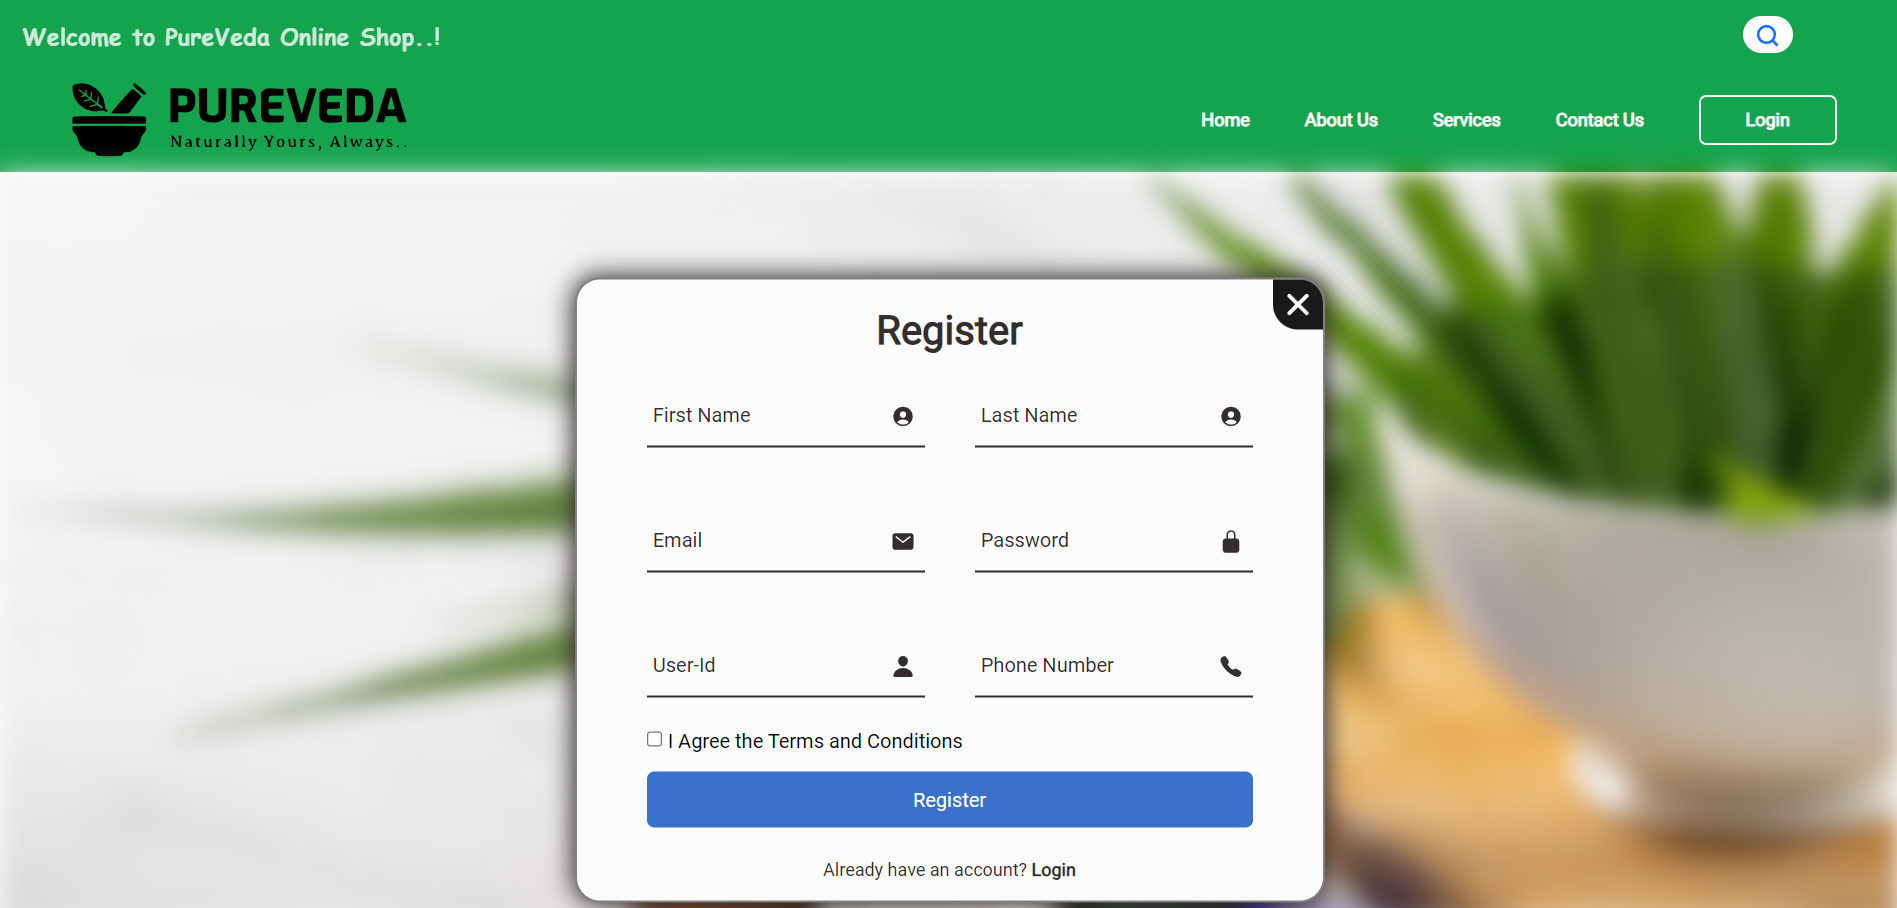 Welcome to PureVeda Online Shop..!
PUREVEDA
Naturally Yours, Always..
Home About Us Services Contact Us Login
Register
First Name Last Name
Email Password
User-Id Phone Number
I Agree the Terms and Conditions
Register
Already have an account? Login